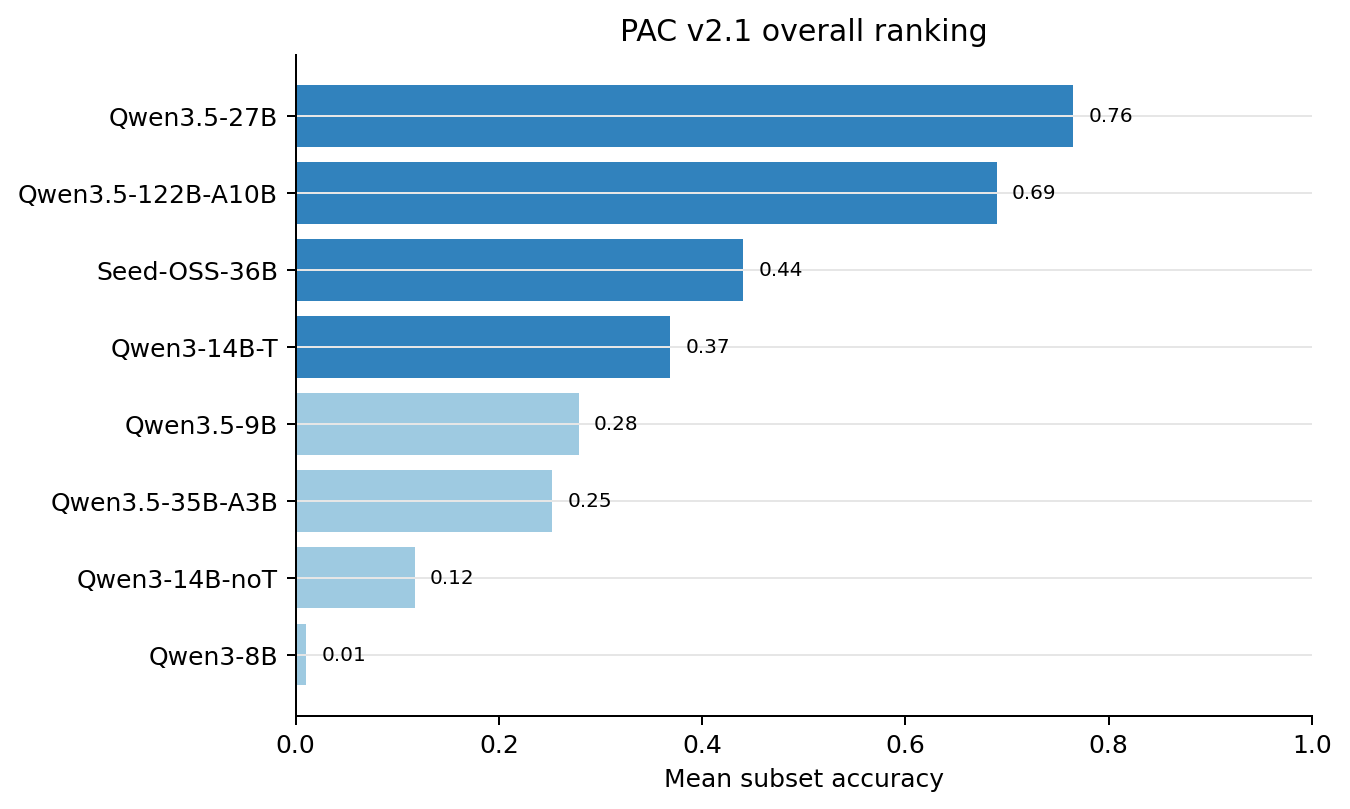 PAC v2.1 overall ranking
Qwen3.5-27B 0.76
Qwen3.5-122B-A10B 0.69
Seed-OSS-36B 0.44
Qwen3-14B-T 0.37
Qwen3.5-9B 0.28
Qwen3.5-35B-A3B 0.25
Qwen3-14B-noT 0.12
Qwen3-8B 0.01
0.0 0.2 0.4 0.6 0.8 1.0
Mean subset accuracy